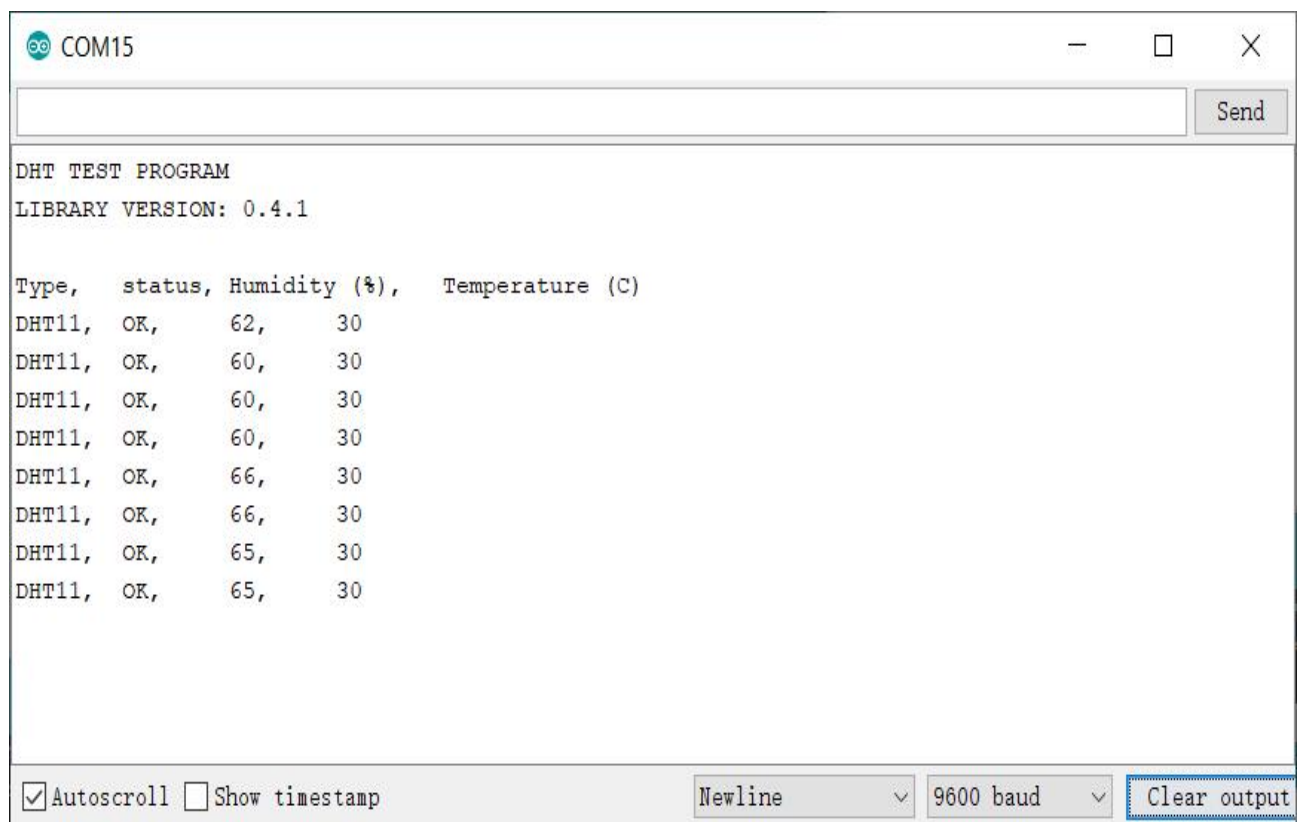 COM15
Send
DHT TEST PROGRAM
LIBRARY VERSION: 0.4.1
Type, status, Humidity (%), Temperature (C)
DHT11, OK, 62, 30
DHT11, OK, 60, 30
DHT11, OK, 60, 30
DHT11, OK, 60, 30
DHT11, OK, 66, 30
DHT11, OK, 66, 30
DHT11, OK, 65, 30
DHT11, OK, 65, 30
Autoscroll Show timestamp Newline 9600 baud Clear output